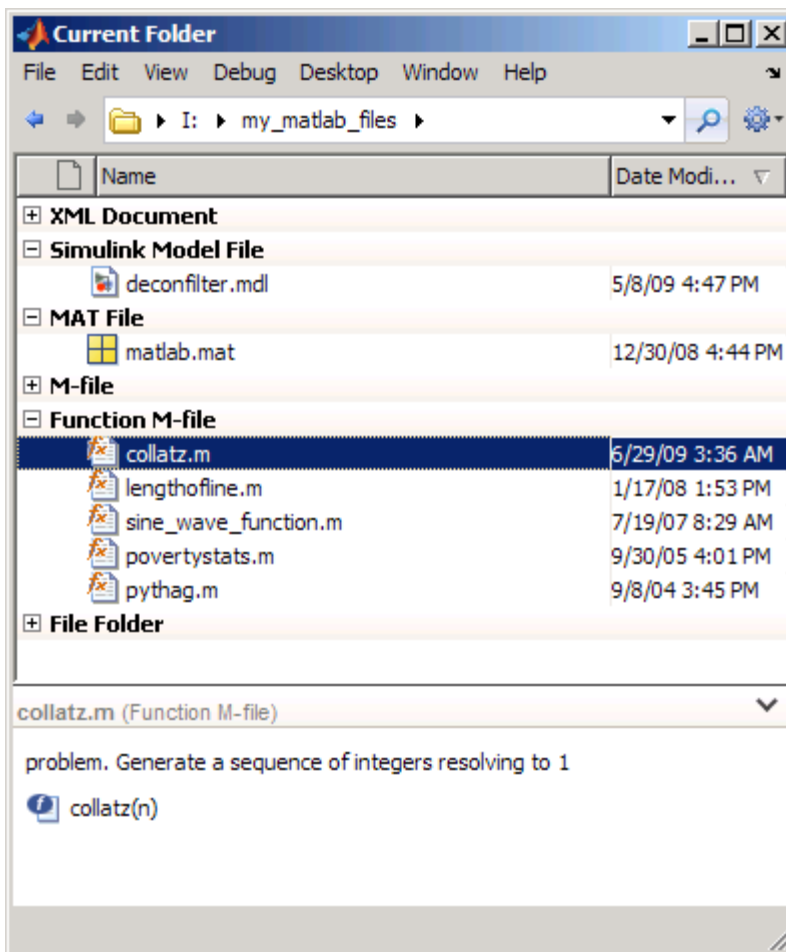 Current Folder
File Edit View Debug Desktop Window Help
I: my_matlab_files
Name Date Modi...
XML Document
Simulink Model File
deconfilter.mdl 5/8/09 4:47 PM
MAT File
matlab.mat 12/30/08 4:44 PM
M-file
Function M-file
collatz.m 6/29/09 3:36 AM
lengthofline.m 1/17/08 1:53 PM
sine_wave_function.m 7/19/07 8:29 AM
povertystats.m 9/30/05 4:01 PM
pythag.m 9/8/04 3:45 PM
File Folder
collatz.m (Function M-file)
problem. Generate a sequence of integers resolving to 1
collatz(n)